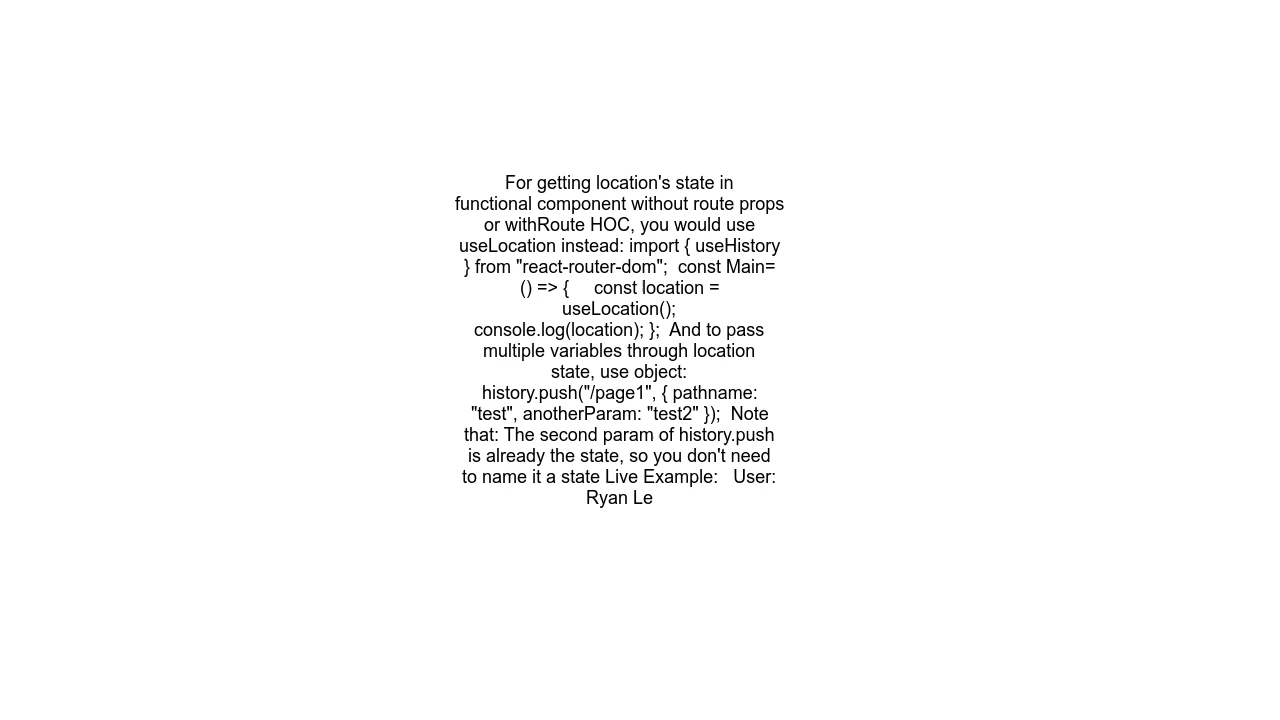 For getting location's state in
functional component without route props
or withRoute HOC, you would use
useLocation instead: import { useHistory
} from "react-router-dom";  const Main=
() => {     const location =
useLocation();
console.log(location); };  And to pass
multiple variables through location
state, use object:
history.push("/page1", { pathname:
"test", anotherParam: "test2" });  Note
that: The second param of history.push
is already the state, so you don't need
to name it a state Live Example:   User:
Ryan Le